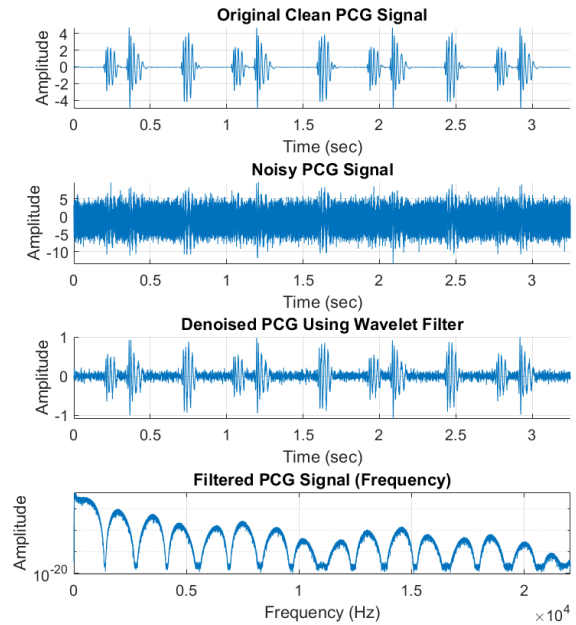 Original Clean PCG Signal
Amplitude
4
2
0
-2
-4
0 0.5 1 1.5 2 2.5 3
Time (sec)
Noisy PCG Signal
Amplitude
5
0
-5
-10
0 0.5 1 1.5 2 2.5 3
Time (sec)
Denoised PCG Using Wavelet Filter
Amplitude
1
0
-1
0 0.5 1 1.5 2 2.5 3
Time (sec)
Filtered PCG Signal (Frequency)
Amplitude
10^-20
0 0.5 1 1.5 2
Frequency (Hz)
×10^4